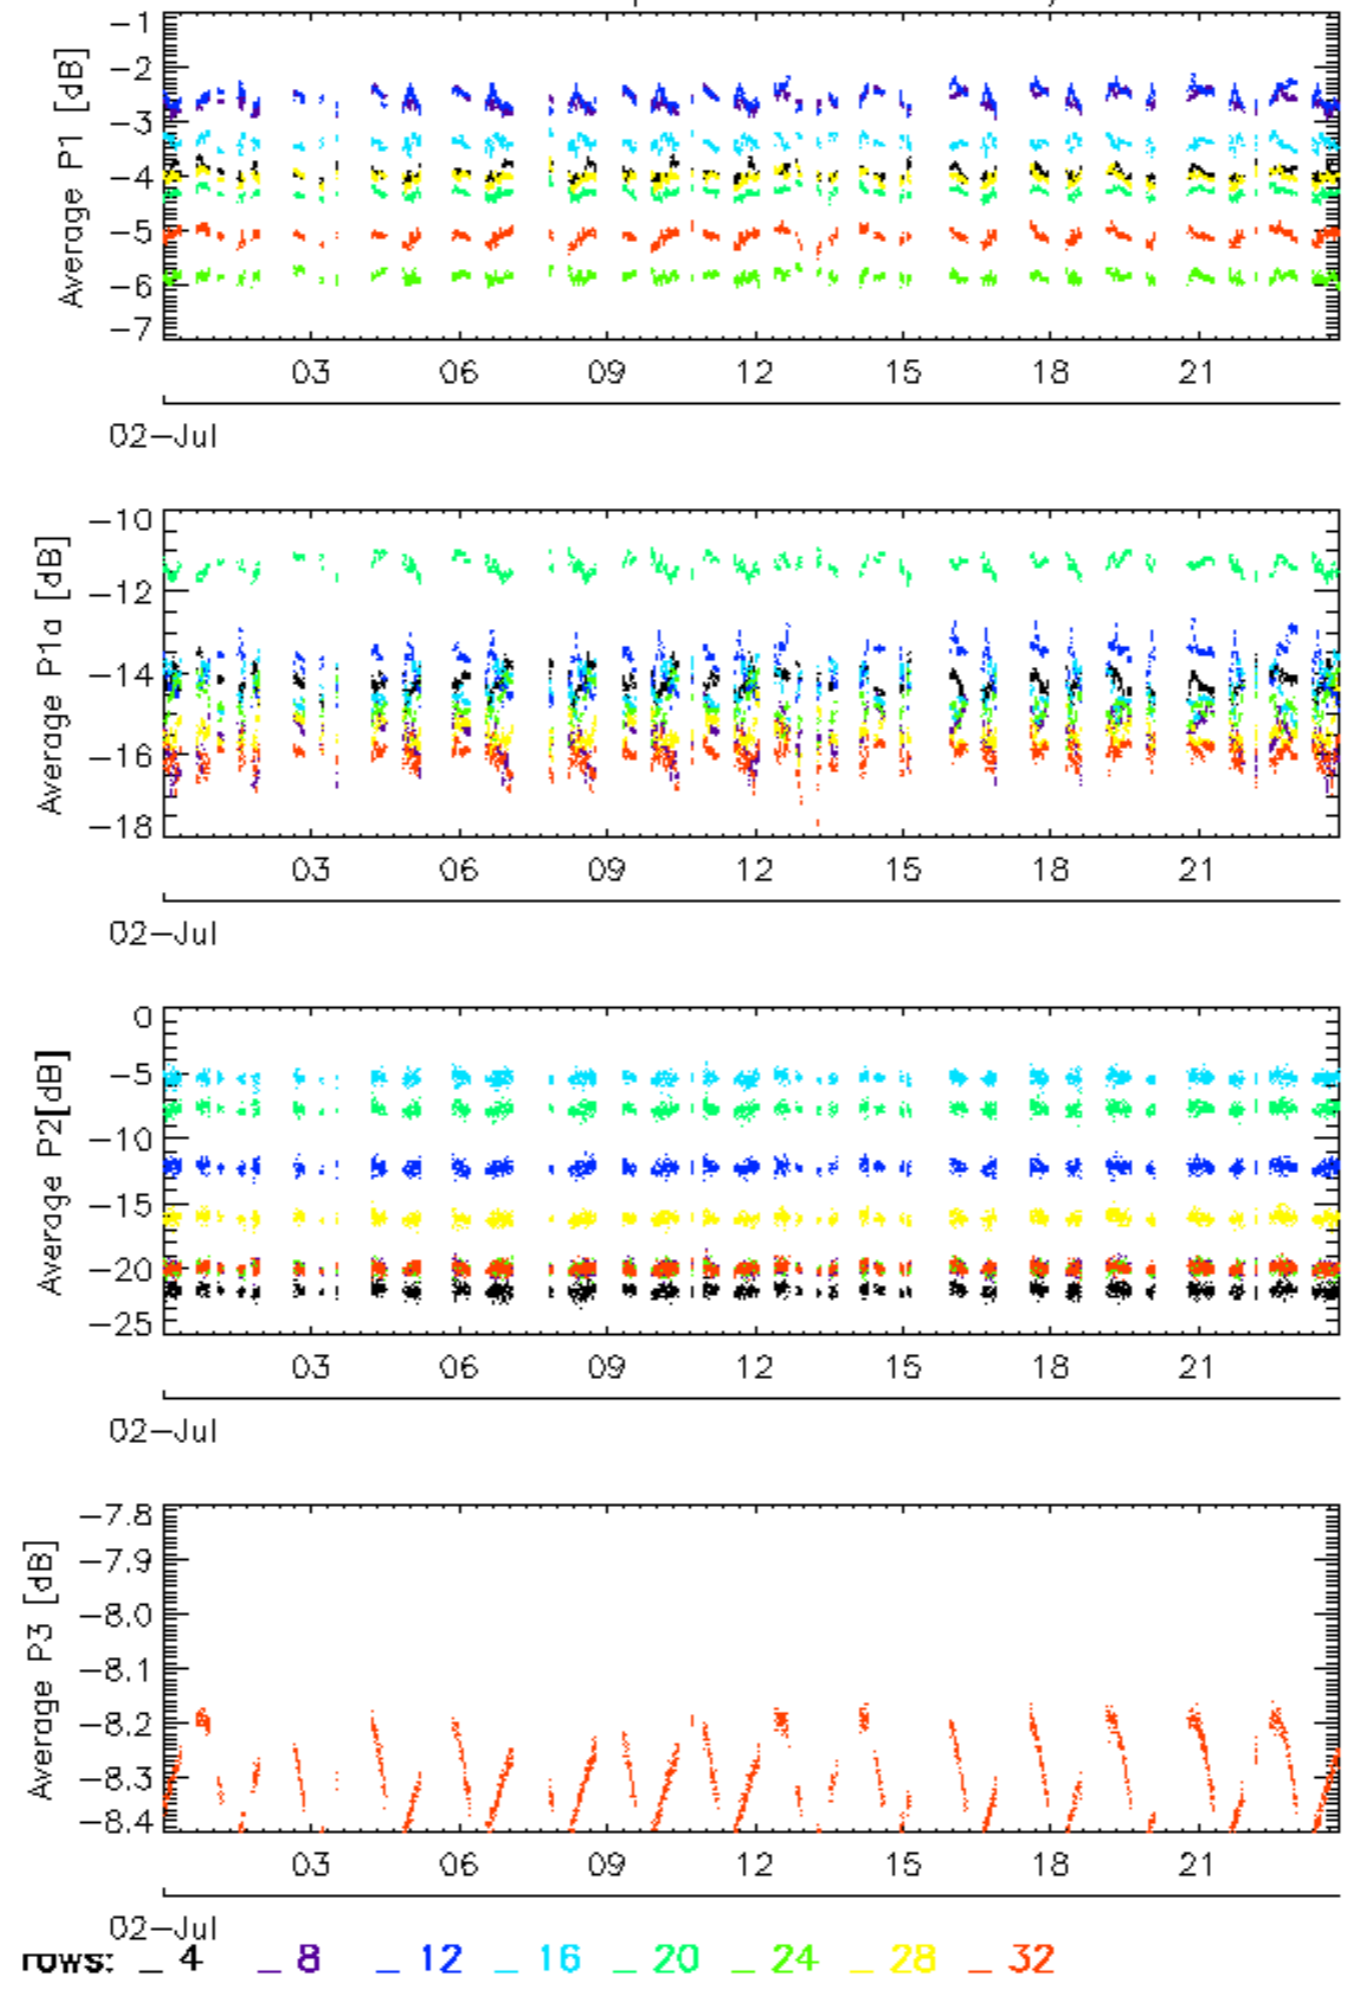 Average P1 [dB]
−1
−2
−3
−4
−5
−6
−7
03 06 09 12 15 18 21
02−Jul
Average P1a [dB]
−10
−12
−14
−16
−18
03 06 09 12 15 18 21
02−Jul
Average P2[dB]
0
−5
−10
−15
−20
−25
03 06 09 12 15 18 21
02−Jul
Average P3 [dB]
−7.8
−7.9
−8.0
−8.1
−8.2
−8.3
−8.4
03 06 09 12 15 18 21
02−Jul
rows: _ 4 _ 8 _ 12 _ 16 _ 20 _ 24 _ 28 _ 32